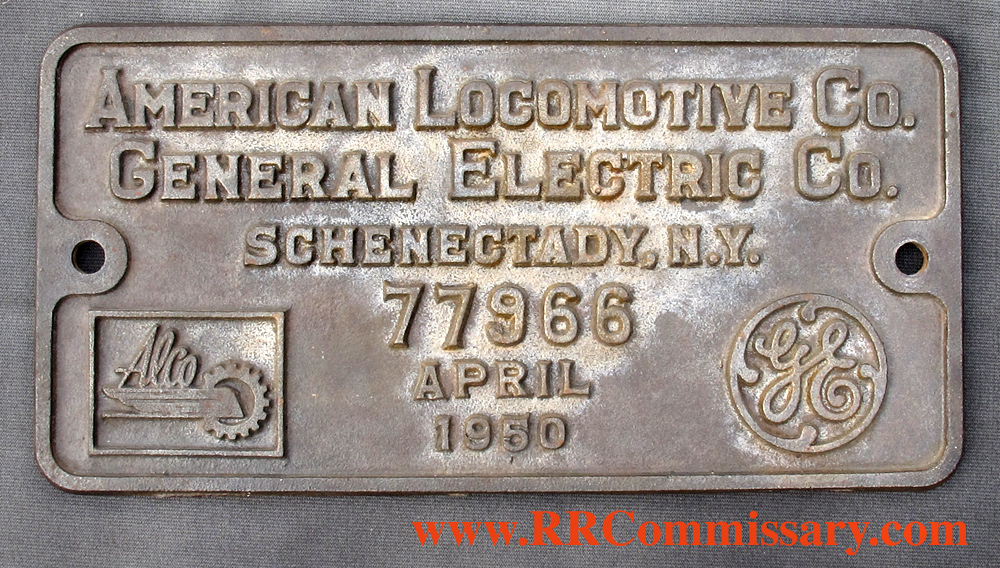 AMERICAN LOCOMOTIVE CO.
GENERAL ELECTRIC CO.
SCHENECTADY, N.Y.
77966
APRIL
1950
Alco
GE
www.RRCommissary.com